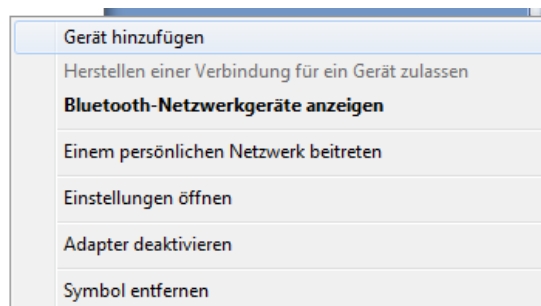 Gerät hinzufügen
Herstellen einer Verbindung für ein Gerät zulassen
Bluetooth-Netzwerkgeräte anzeigen
Einem persönlichen Netzwerk beitreten
Einstellungen öffnen
Adapter deaktivieren
Symbol entfernen